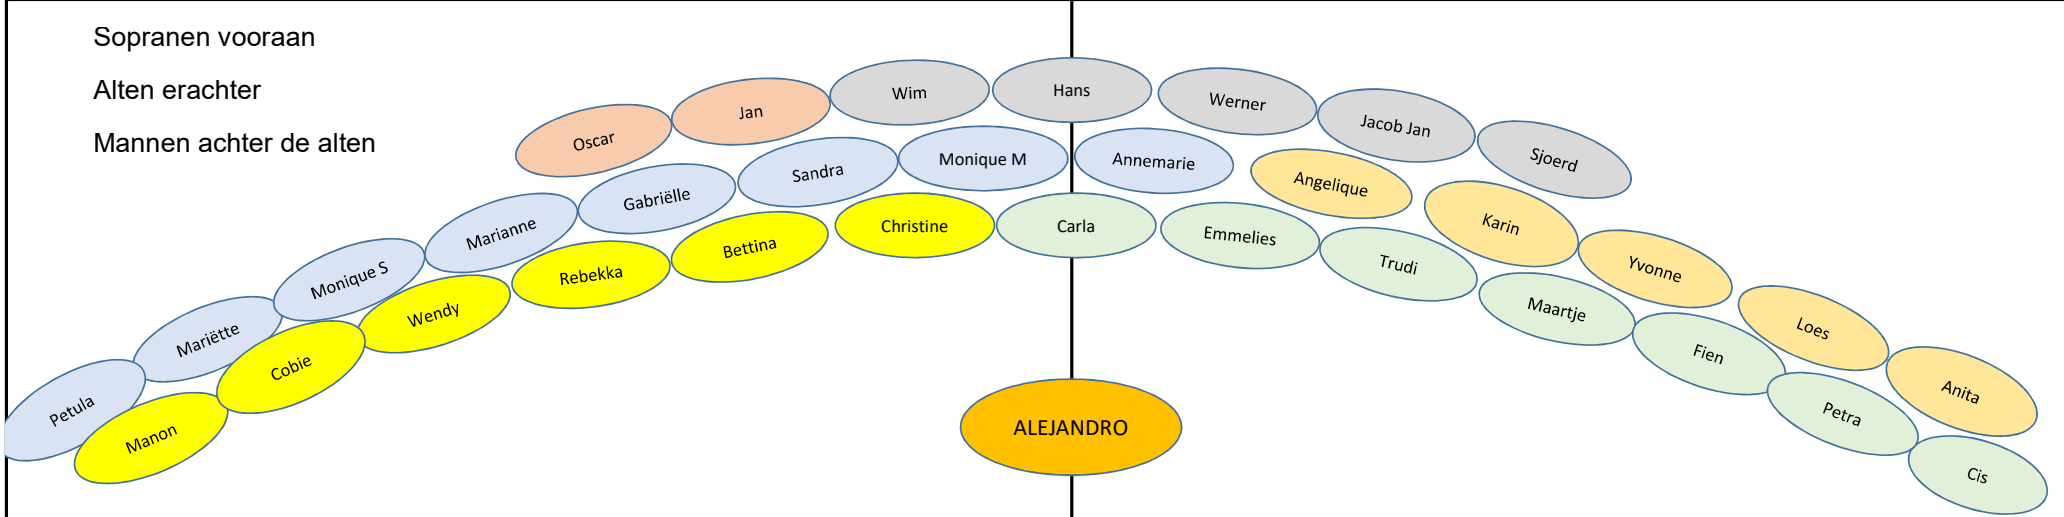 Sopranen vooraan
Alten erachter
Mannen achter de alten
Oscar
Jan
Wim
Hans
Werner
Jacob Jan
Sjoerd
Petula
Mariëtte
Monique S
Marianne
Gabriëlle
Sandra
Monique M
Annemarie
Angelique
Karin
Yvonne
Loes
Anita
Manon
Cobie
Wendy
Rebekka
Bettina
Christine
Carla
Emmelies
Trudi
Maartje
Fien
Petra
Cis
ALEJANDRO